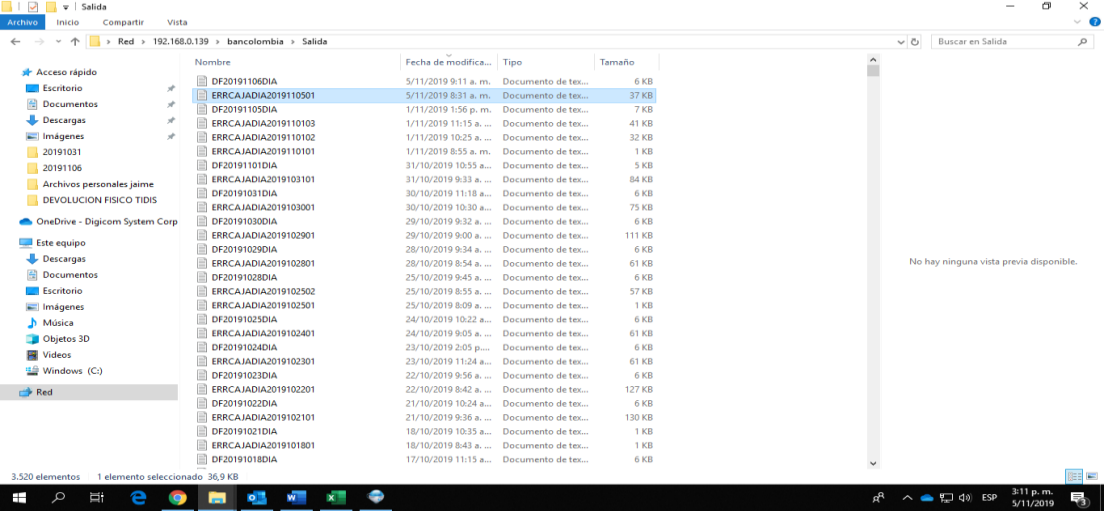 Salida
Archivo Inicio Compartir Vista
Red > 192.168.0.139 > bancolombia > Salida
Buscar en Salida
Nombre Fecha de modifica... Tipo Tamaño
Acceso rápido
Escritorio
Documentos
Descargas
Imágenes
20191031
20191106
Archivos personales jaime
DEVOLUCION FISICO TIDIS
OneDrive - Digicom System Corp
Este equipo
Descargas
Documentos
Escritorio
Imágenes
Música
Objetos 3D
Videos
Windows (C:)
Red
DF20191106DIA 5/11/2019 9:11 a. m. Documento de tex... 6 KB
ERRCAJADIA2019110501 5/11/2019 8:31 a. m. Documento de tex... 37 KB
DF20191105DIA 1/11/2019 1:56 p. m. Documento de tex... 7 KB
ERRCAJADIA2019110103 1/11/2019 11:15 a. ... Documento de tex... 41 KB
ERRCAJADIA2019110102 1/11/2019 10:25 a. ... Documento de tex... 32 KB
ERRCAJADIA2019110101 1/11/2019 8:55 a. m. Documento de tex... 1 KB
DF20191101DIA 31/10/2019 10:55 a... Documento de tex... 5 KB
ERRCAJADIA2019103101 31/10/2019 9:33 a. ... Documento de tex... 84 KB
DF20191031DIA 30/10/2019 11:18 a... Documento de tex... 6 KB
ERRCAJADIA2019103001 30/10/2019 10:30 a... Documento de tex... 75 KB
DF20191030DIA 29/10/2019 9:32 a. ... Documento de tex... 6 KB
ERRCAJADIA2019102901 29/10/2019 9:00 a. ... Documento de tex... 111 KB
DF20191029DIA 28/10/2019 9:34 a. ... Documento de tex... 6 KB
ERRCAJADIA2019102801 28/10/2019 8:54 a. ... Documento de tex... 61 KB
DF20191028DIA 25/10/2019 9:45 a. ... Documento de tex... 6 KB
ERRCAJADIA2019102502 25/10/2019 8:55 a. ... Documento de tex... 57 KB
ERRCAJADIA2019102501 25/10/2019 8:09 a. ... Documento de tex... 1 KB
DF20191025DIA 24/10/2019 10:22 a... Documento de tex... 6 KB
ERRCAJADIA2019102401 24/10/2019 9:05 a. ... Documento de tex... 61 KB
DF20191024DIA 23/10/2019 2:05 p.... Documento de tex... 6 KB
ERRCAJADIA2019102301 23/10/2019 11:24 a... Documento de tex... 61 KB
DF20191023DIA 22/10/2019 9:56 a. ... Documento de tex... 6 KB
ERRCAJADIA2019102201 22/10/2019 8:42 a. ... Documento de tex... 127 KB
DF20191022DIA 21/10/2019 10:24 a... Documento de tex... 6 KB
ERRCAJADIA2019102101 21/10/2019 9:36 a. ... Documento de tex... 130 KB
DF20191021DIA 18/10/2019 10:35 a... Documento de tex... 1 KB
ERRCAJADIA2019101801 18/10/2019 8:43 a. ... Documento de tex... 1 KB
DF20191018DIA 17/10/2019 11:15 a... Documento de tex... 6 KB
No hay ninguna vista previa disponible.
3.520 elementos 1 elemento seleccionado 36,9 KB
ESP
3:11 p. m.
5/11/2019